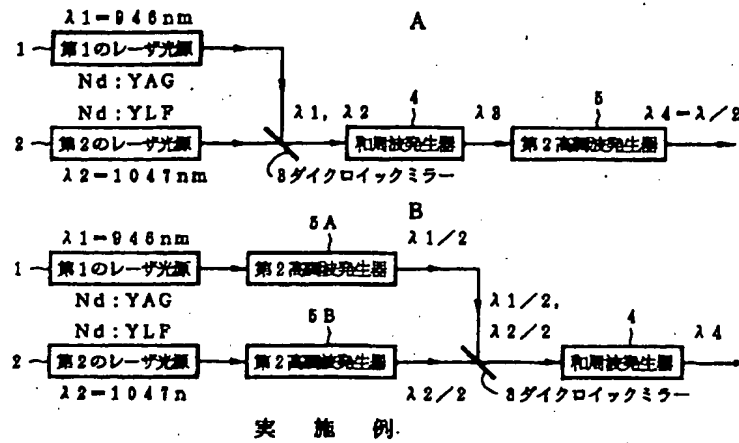 A
λ1=946nm
1 第1のレーザ光源
Nd:YAG
Nd:YLF
2 第2のレーザ光源
λ2=1047nm
λ1, λ2
3ダイクロイックミラー
4
和周波発生器
λ3
5
第2高調波発生器
λ4=λ/2
B
λ1=946nm
1 第1のレーザ光源
Nd:YAG
Nd:YLF
2 第2のレーザ光源
λ2=1047n
5A
第2高調波発生器
λ1/2
5B
第2高調波発生器
λ2/2
λ1/2,
λ2/2
3ダイクロイックミラー
4
和周波発生器
λ4
実施例